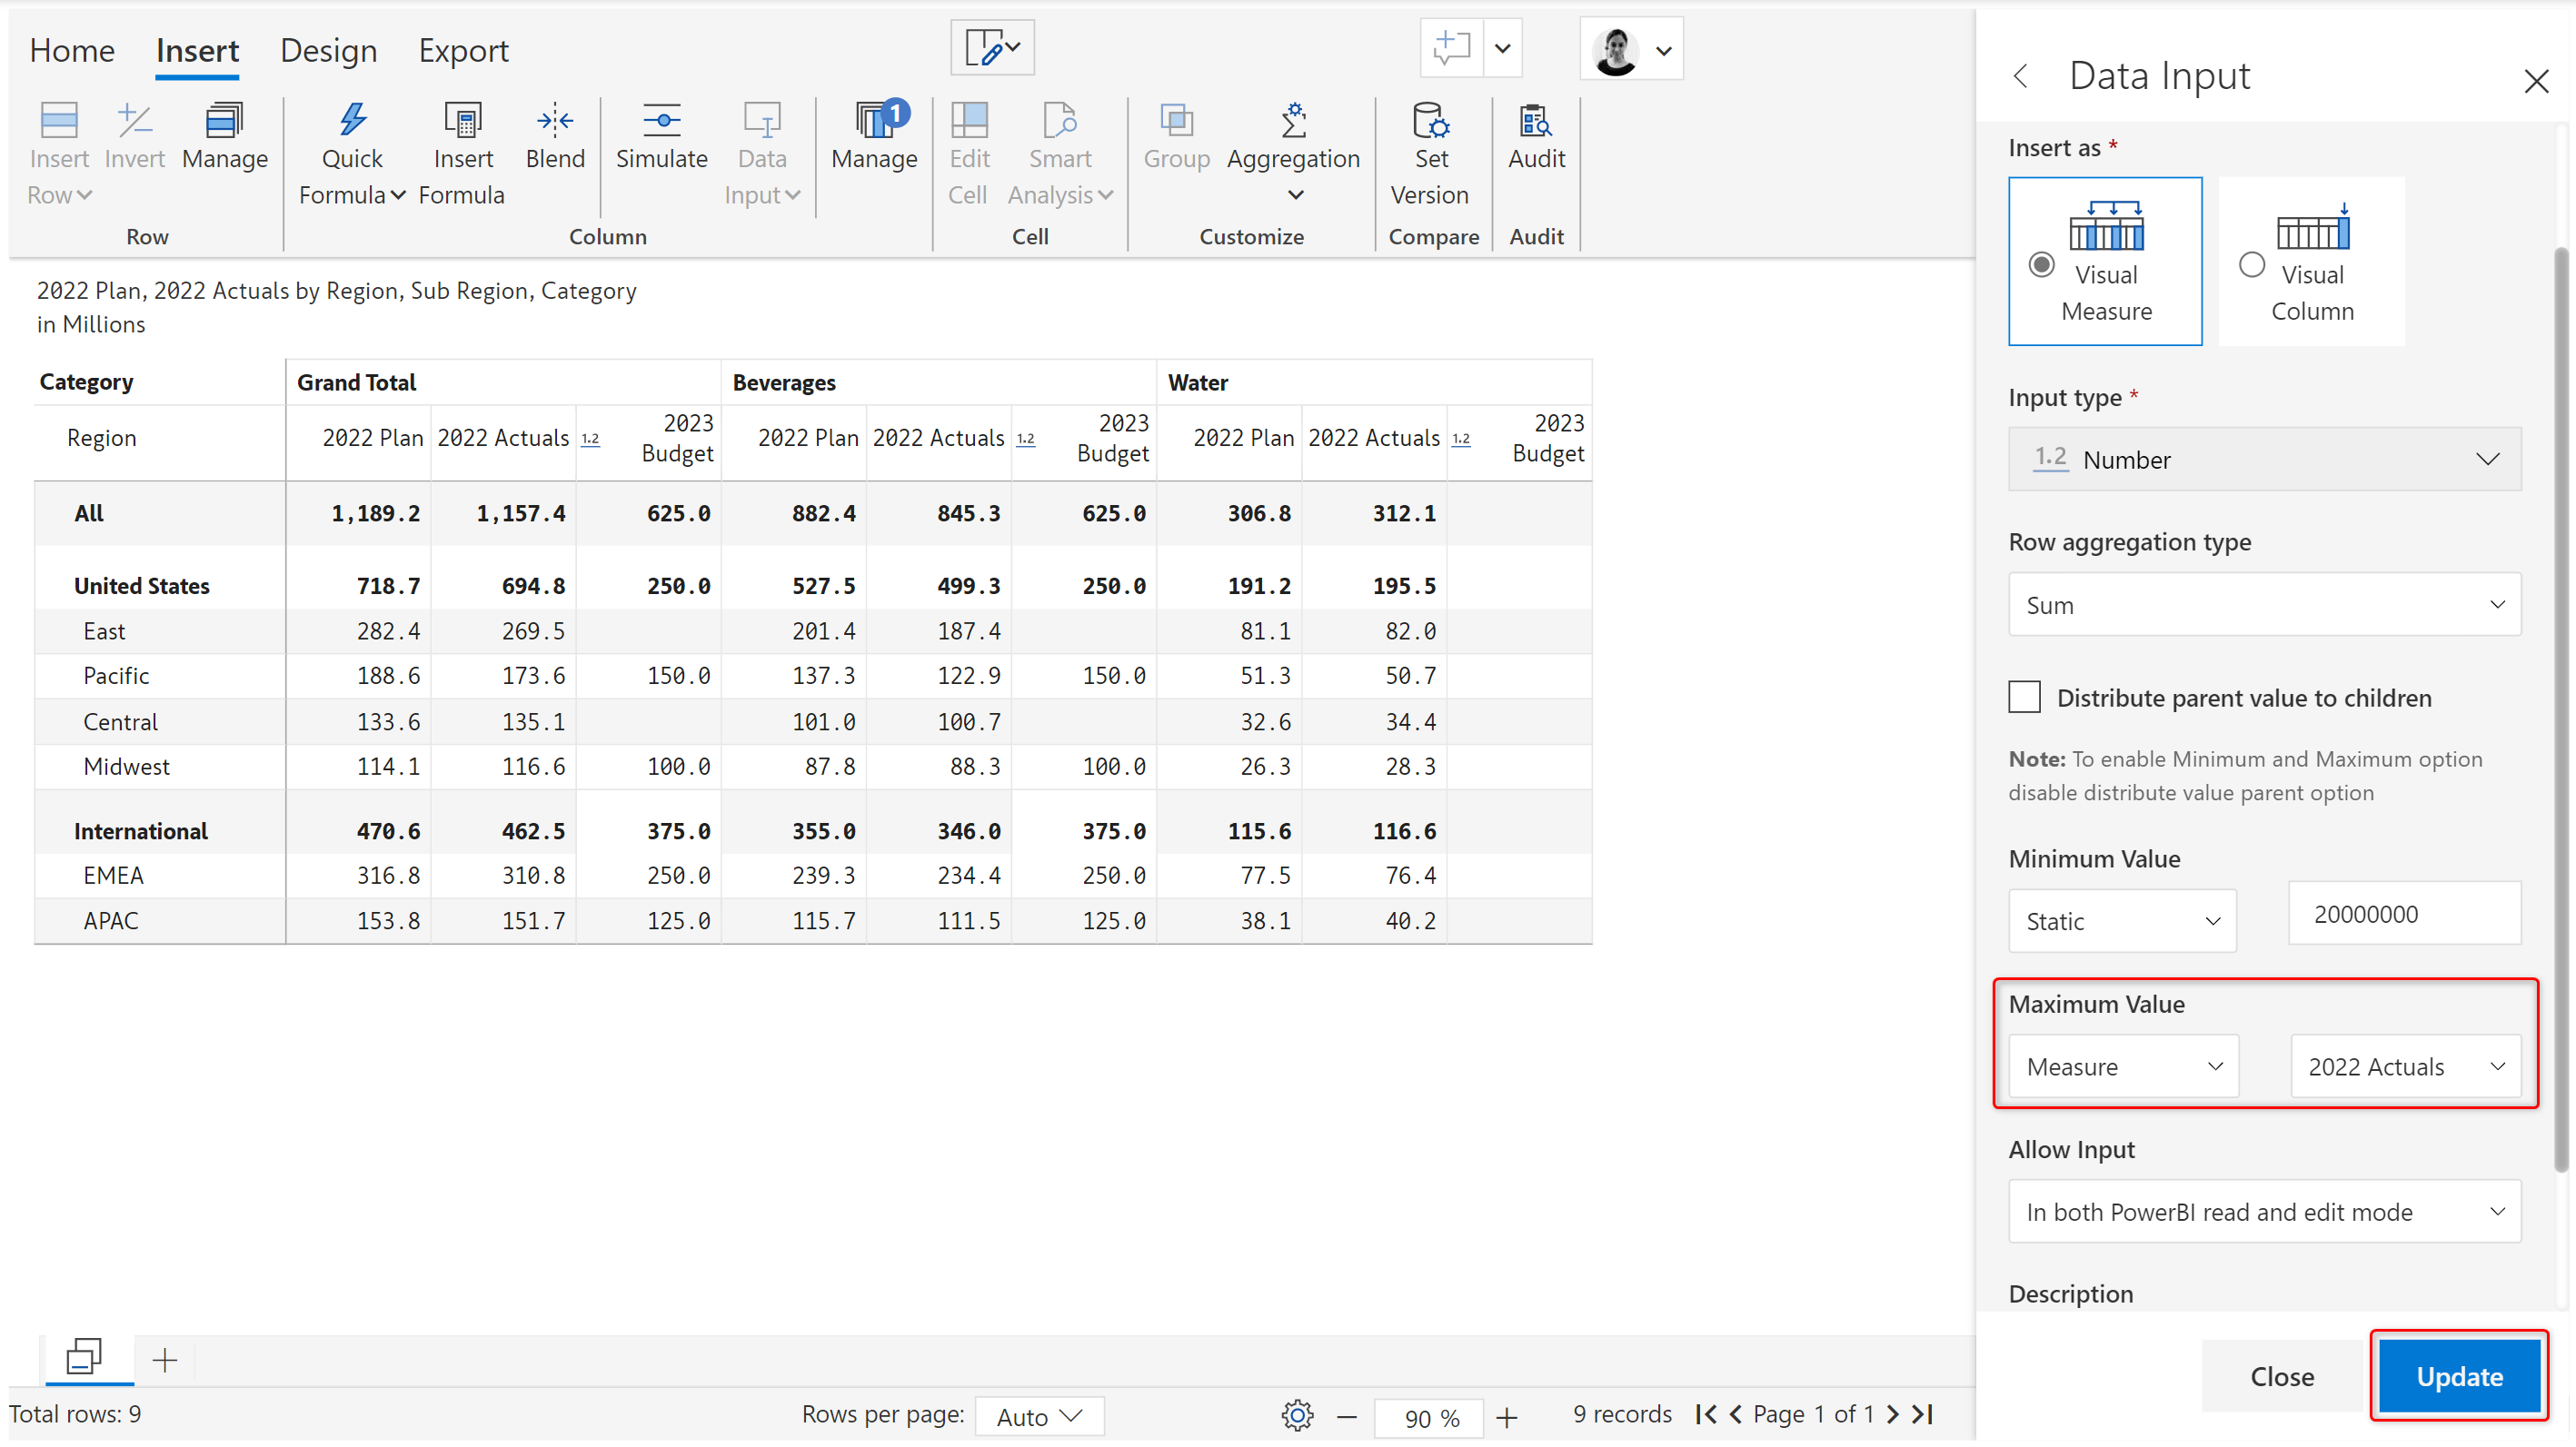 Home Insert Design Export
1
Insert Invert Manage Quick Insert Blend Simulate Data Manage Edit Smart Group Aggregation Set Audit
Row Formula Formula Input Cell Analysis Version
Row Column Cell Customize Compare Audit
2022 Plan, 2022 Actuals by Region, Sub Region, Category
in Millions
Category Grand Total Beverages Water
Region 2022 Plan 2022 Actuals 1.2 2023 Budget 2022 Plan 2022 Actuals 1.2 2023 Budget 2022 Plan 2022 Actuals 1.2 2023 Budget
All 1,189.2 1,157.4 625.0 882.4 845.3 625.0 306.8 312.1
United States 718.7 694.8 250.0 527.5 499.3 250.0 191.2 195.5
East 282.4 269.5 201.4 187.4 81.1 82.0
Pacific 188.6 173.6 150.0 137.3 122.9 150.0 51.3 50.7
Central 133.6 135.1 101.0 100.7 32.6 34.4
Midwest 114.1 116.6 100.0 87.8 88.3 100.0 26.3 28.3
International 470.6 462.5 375.0 355.0 346.0 375.0 115.6 116.6
EMEA 316.8 310.8 250.0 239.3 234.4 250.0 77.5 76.4
APAC 153.8 151.7 125.0 115.7 111.5 125.0 38.1 40.2
Total rows: 9 Rows per page: Auto 90 % 9 records Page 1 of 1
Data Input
Insert as *
Visual Measure
Visual Column
Input type *
1.2 Number
Row aggregation type
Sum
Distribute parent value to children
Note: To enable Minimum and Maximum option
disable distribute value parent option
Minimum Value
Static 20000000
Maximum Value
Measure 2022 Actuals
Allow Input
In both PowerBI read and edit mode
Description
Close Update